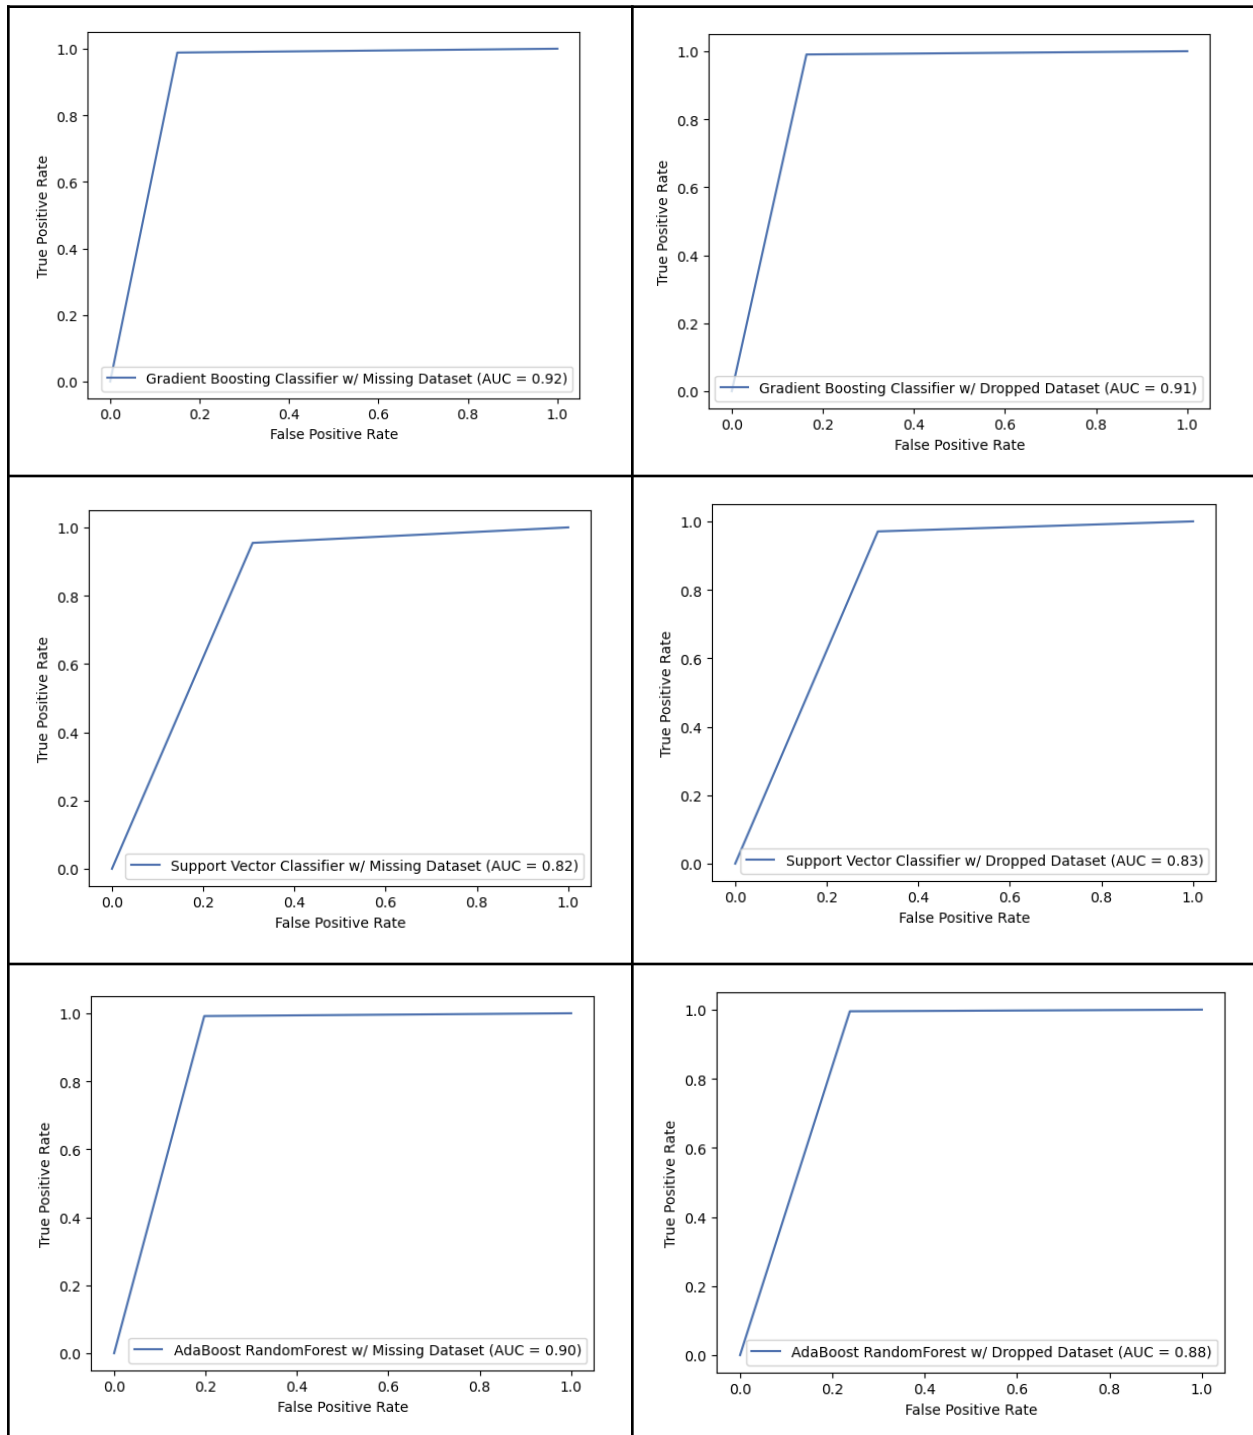 1.0
0.8
0.6
0.4
0.2
0.0
True Positive Rate
Gradient Boosting Classifier w/ Missing Dataset (AUC = 0.92)
0.0 0.2 0.4 0.6 0.8 1.0
False Positive Rate
1.0
0.8
0.6
0.4
0.2
0.0
True Positive Rate
Gradient Boosting Classifier w/ Dropped Dataset (AUC = 0.91)
0.0 0.2 0.4 0.6 0.8 1.0
False Positive Rate
1.0
0.8
0.6
0.4
0.2
0.0
True Positive Rate
Support Vector Classifier w/ Missing Dataset (AUC = 0.82)
0.0 0.2 0.4 0.6 0.8 1.0
False Positive Rate
1.0
0.8
0.6
0.4
0.2
0.0
True Positive Rate
Support Vector Classifier w/ Dropped Dataset (AUC = 0.83)
0.0 0.2 0.4 0.6 0.8 1.0
False Positive Rate
1.0
0.8
0.6
0.4
0.2
0.0
True Positive Rate
AdaBoost RandomForest w/ Missing Dataset (AUC = 0.90)
0.0 0.2 0.4 0.6 0.8 1.0
False Positive Rate
1.0
0.8
0.6
0.4
0.2
0.0
True Positive Rate
AdaBoost RandomForest w/ Dropped Dataset (AUC = 0.88)
0.0 0.2 0.4 0.6 0.8 1.0
False Positive Rate